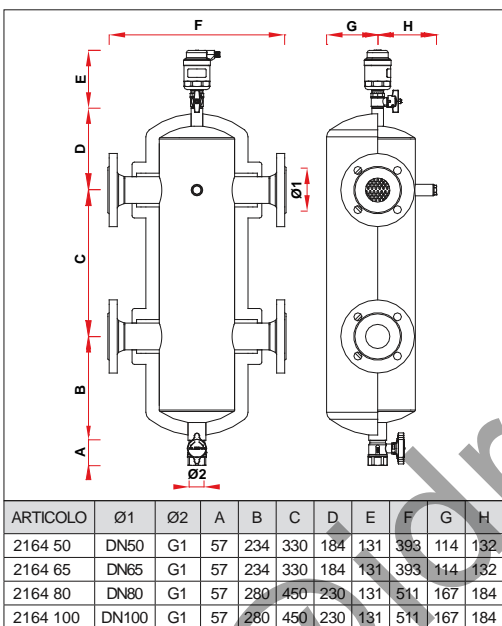 F
G
H
E
D
Ø1
C
B
A
Ø2
ARTICOLO Ø1 Ø2 A B C D E F G H
2164 50 DN50 G1 57 234 330 184 131 393 114 132
2164 65 DN65 G1 57 234 330 184 131 393 114 132
2164 80 DN80 G1 57 280 450 230 131 511 167 184
2164 100 DN100 G1 57 280 450 230 131 511 167 184